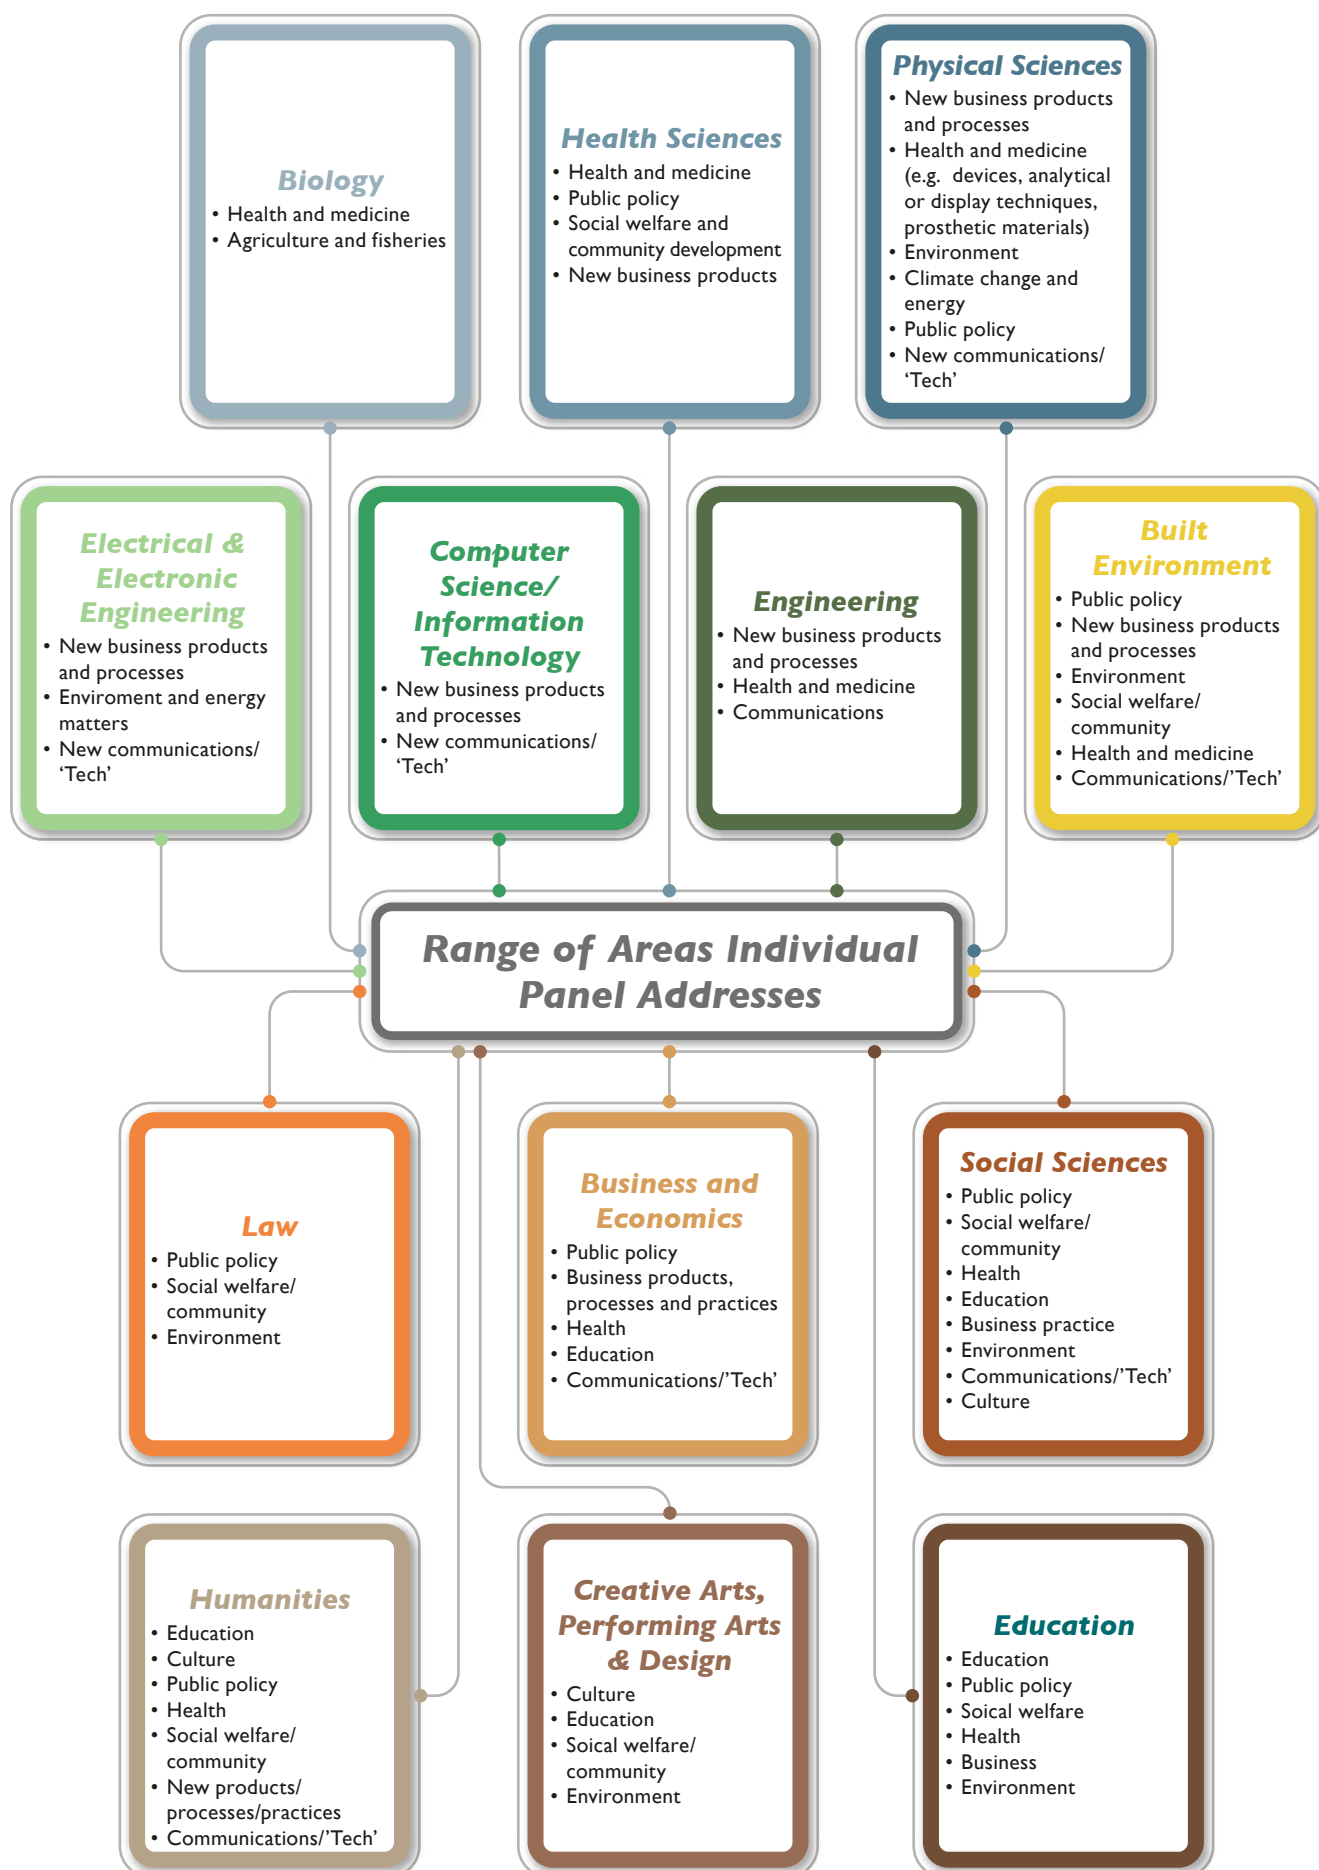 Biology
• Health and medicine
• Agriculture and fisheries
Health Sciences
• Health and medicine
• Public policy
• Social welfare and
community development
• New business products
Physical Sciences
• New business products
and processes
• Health and medicine
(e.g. devices, analytical
or display techniques,
prosthetic materials)
• Environment
• Climate change and
energy
• Public policy
• New communications/
‘Tech’
Electrical &
Electronic
Engineering
• New business products
and processes
• Enviroment and energy
matters
• New communications/
‘Tech’
Computer
Science/
Information
Technology
• New business products
and processes
• New communications/
‘Tech’
Engineering
• New business products
and processes
• Health and medicine
• Communications
Built
Environment
• Public policy
• New business products
and processes
• Environment
• Social welfare/
community
• Health and medicine
• Communications/’Tech’
Range of Areas Individual
Panel Addresses
Law
• Public policy
• Social welfare/
community
• Environment
Business and
Economics
• Public policy
• Business products,
processes and practices
• Health
• Education
• Communications/’Tech’
Social Sciences
• Public policy
• Social welfare/
community
• Health
• Education
• Business practice
• Environment
• Communications/’Tech’
• Culture
Humanities
• Education
• Culture
• Public policy
• Health
• Social welfare/
community
• New products/
processes/practices
• Communications/’Tech’
Creative Arts,
Performing Arts
& Design
• Culture
• Education
• Soical welfare/
community
• Environment
Education
• Education
• Public policy
• Soical welfare
• Health
• Business
• Environment